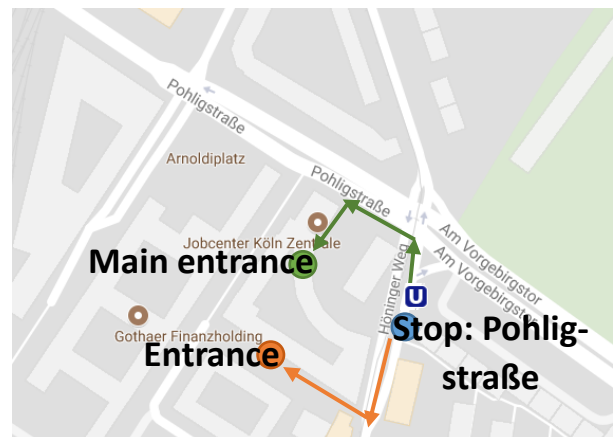 Pohligstraße
Arnoldiplatz
Pohligstraße
Jobcenter Köln Zentrale
Main entrance
Am Vorgebirgstor
Am Vorgebirgstor
Höninger Weg
U
Gothaer Finanzholding
Entrance
Stop: Pohlig-
straße